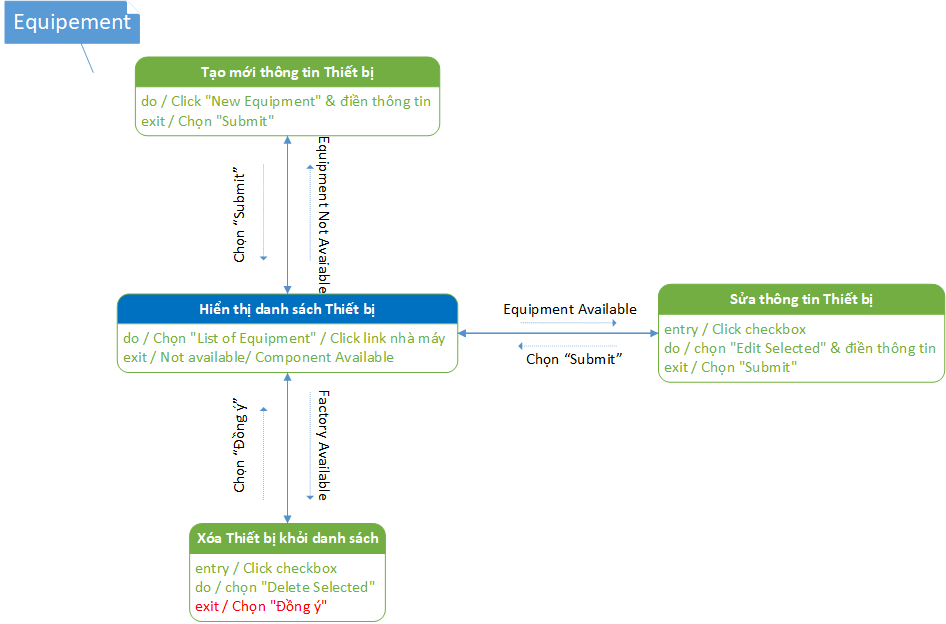 Equipement
Tạo mới thông tin Thiết bị
do / Click "New Equipment" & điền thông tin
exit / Chọn "Submit"
Chọn “Submit”
Equipment Not Avaiable
Hiển thị danh sách Thiết bị
do / Chọn "List of Equipment" / Click link nhà máy
exit / Not available/ Component Available
Equipment Available
Chọn “Submit”
Sửa thông tin Thiết bị
entry / Click checkbox
do / chọn "Edit Selected" & điền thông tin
exit / Chọn "Submit"
Chọn “Đồng ý”
Factory Available
Xóa Thiết bị khỏi danh sách
entry / Click checkbox
do / chọn "Delete Selected"
exit / Chọn "Đồng ý"